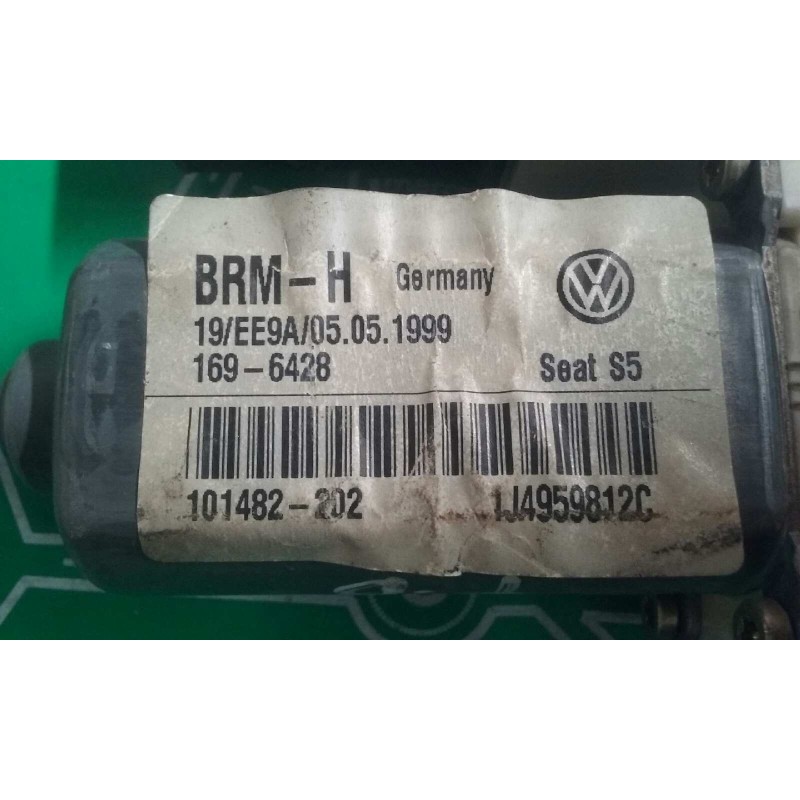 BRM-H Germany
19/EE9A/05.05.1999
169-6428 Seat S5
101482-202 1J4959812C